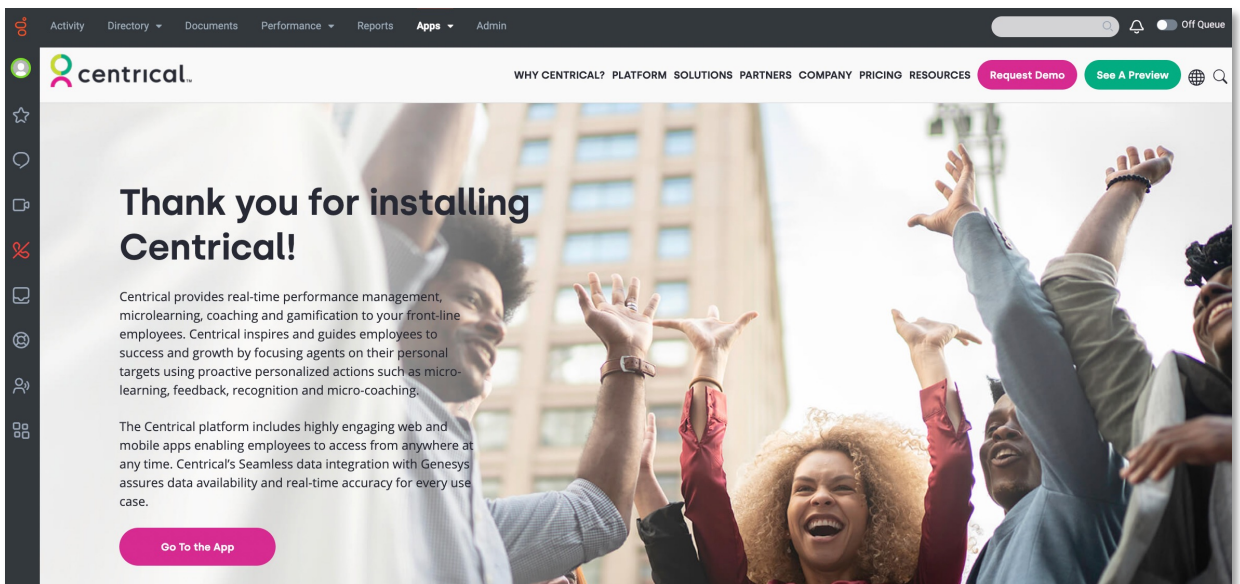 Activity Directory Documents Performance Reports Apps Admin Off Queue
centrical™
WHY CENTRICAL? PLATFORM SOLUTIONS PARTNERS COMPANY PRICING RESOURCES Request Demo See A Preview
Thank you for installing
Centrical!
Centrical provides real-time performance management,
microlearning, coaching and gamification to your front-line
employees. Centrical inspires and guides employees to
success and growth by focusing agents on their personal
targets using proactive personalized actions such as micro-
learning, feedback, recognition and micro-coaching.
The Centrical platform includes highly engaging web and
mobile apps enabling employees to access from anywhere at
any time. Centrical's Seamless data integration with Genesys
assures data availability and real-time accuracy for every use
case.
Go To the App